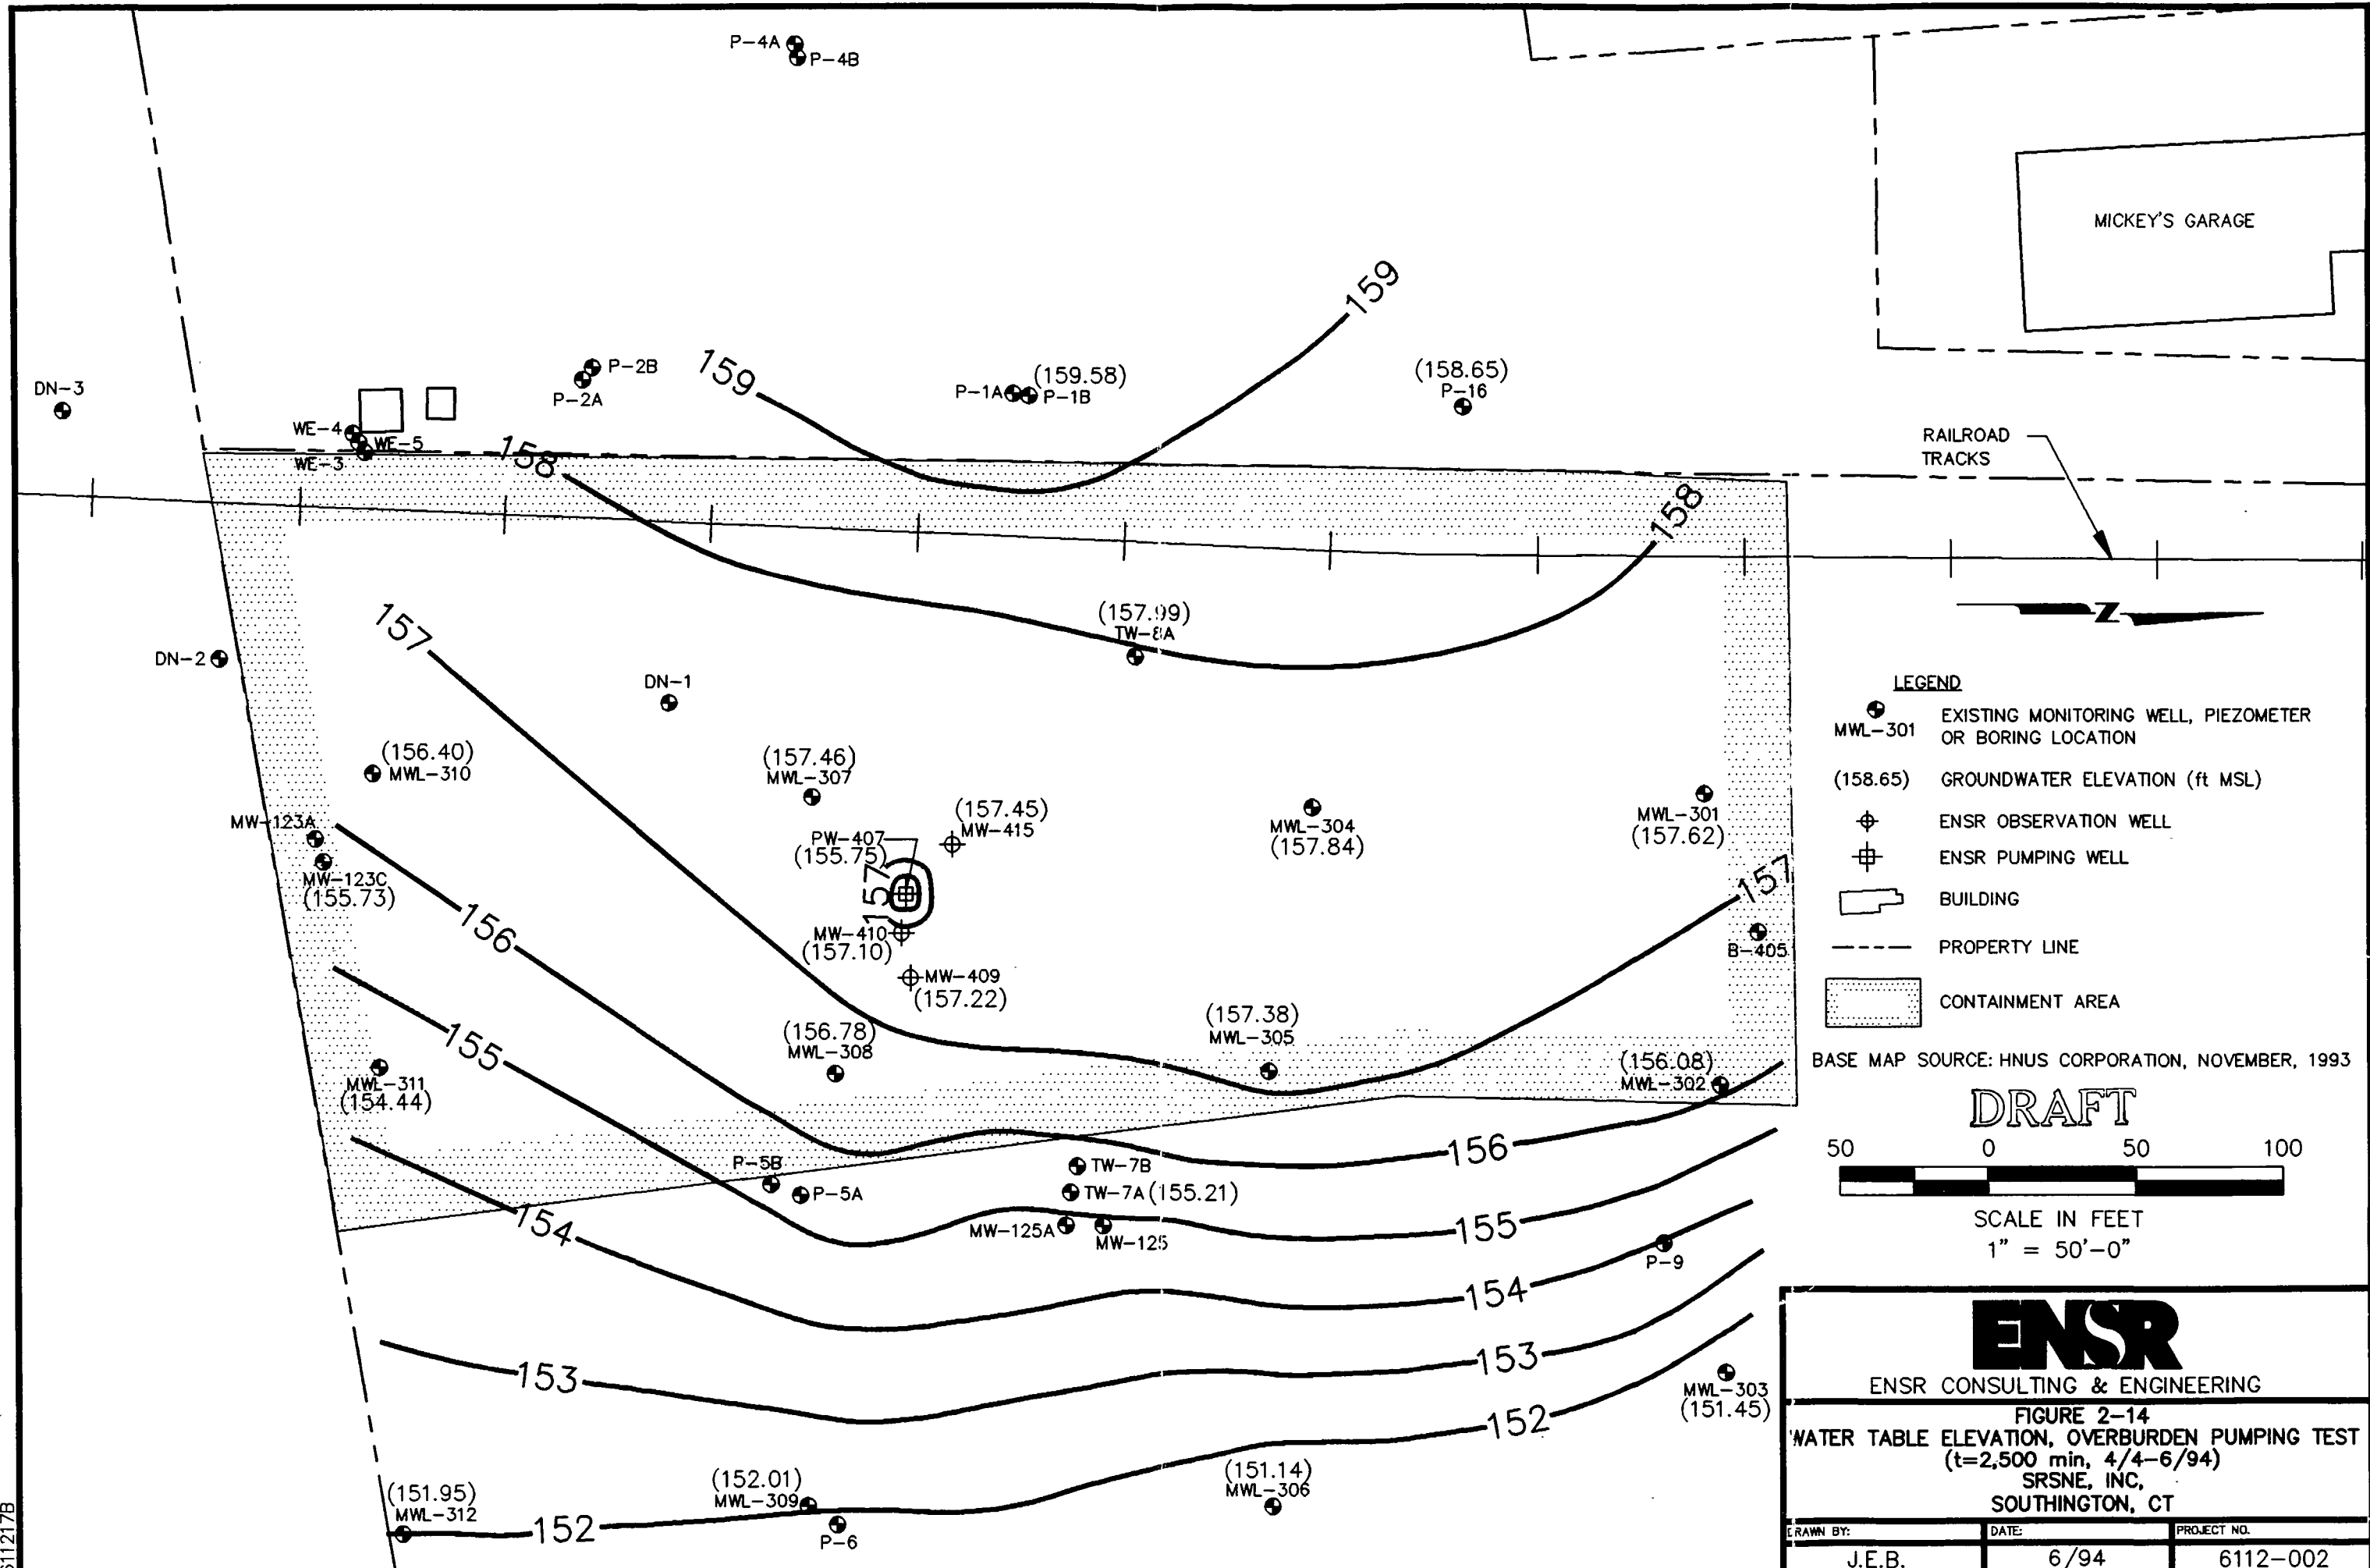 P-4A
P-4B
MICKEY'S GARAGE
159
159
DN-3
P-2B
P-2A
P-1A
(159.58)
P-1B
(158.65)
P-16
WE-4
WE-5
WE-3
158
158
RAILROAD
TRACKS
157
(157.99)
TW-8A
N
DN-2
DN-1
LEGEND
MWL-301
EXISTING MONITORING WELL, PIEZOMETER
OR BORING LOCATION
(158.65)
GROUNDWATER ELEVATION (ft MSL)
ENSR OBSERVATION WELL
ENSR PUMPING WELL
BUILDING
PROPERTY LINE
CONTAINMENT AREA
(156.40)
MWL-310
(157.46)
MWL-307
(157.45)
MW-415
MWL-304
(157.84)
MWL-301
(157.62)
MW-123A
PW-407
(155.75)
MW-123C
(155.73)
157
157
156
MW-410
(157.10)
B-405
MW-409
(157.22)
155
(156.78)
MWL-308
(157.38)
MWL-305
(156.08)
MWL-302
BASE MAP SOURCE: HNUS CORPORATION, NOVEMBER, 1993
MWL-311
(154.44)
DRAFT
50 0 50 100
SCALE IN FEET
1" = 50'-0"
156
P-5B
P-5A
TW-7B
TW-7A (155.21)
MW-125A
MW-125
154
155
P-9
154
153
153
MWL-303
(151.45)
152
(151.95)
MWL-312
(152.01)
MWL-309
(151.14)
MWL-306
152
P-6
ENSR
ENSR CONSULTING & ENGINEERING
FIGURE 2-14
WATER TABLE ELEVATION, OVERBURDEN PUMPING TEST
(t=2,500 min, 4/4-6/94)
SRSNE, INC,
SOUTHINGTON, CT
DRAWN BY:
DATE:
PROJECT NO.
J.E.B.
6/94
6112-002
6112178